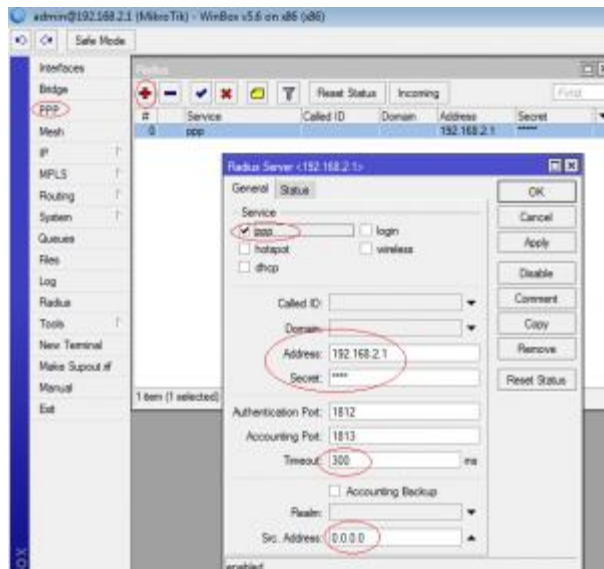 admin@192.168.2.1 (MikroTik) - WinBox v5.6 on x86 (x86)
Safe Mode
Interfaces
Bridge
PPP
Mesh
IP
MPLS
Routing
System
Queues
Files
Log
Radius
Tools
New Terminal
Make Supout.rif
Manual
Exit
Radius
Reset Status
Incoming
Find
# Service Called ID Domain Address Secret
0 ppp 192.168.2.1 *****
1 item (1 selected)
Radius Server <192.168.2.1>
General Status
Service
ppp login
hotspot wireless
dhcp
Called ID:
Domain:
Address: 192.168.2.1
Secret: ****
Authentication Port: 1812
Accounting Port: 1813
Timeout: 300 ms
Accounting Backup
Realm:
Src. Address: 0.0.0.0
enabled
OK
Cancel
Apply
Disable
Comment
Copy
Remove
Reset Status